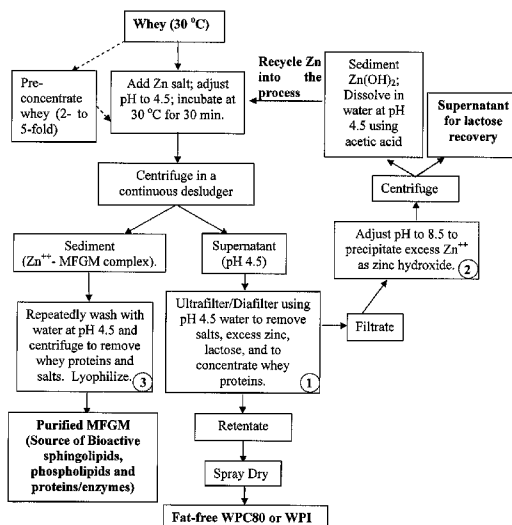 Whey (30 °C)
Pre-
concentrate
whey (2- to
5-fold)
Add Zn salt; adjust
pH to 4.5; incubate at
30 °C for 30 min.
Recycle Zn
into the
process
Sediment
Zn(OH)2;
Dissolve in
water at pH
4.5 using
acetic acid
Supernatant
for lactose
recovery
Centrifuge in a
continuous desludger
Centrifuge
Sediment
(Zn++- MFGM complex).
Supernatant
(pH 4.5)
Adjust pH to 8.5 to
precipitate excess Zn++
as zinc hydroxide.
2
Repeatedly wash with
water at pH 4.5 and
centrifuge to remove
whey proteins and
salts. Lyophilize.
3
Ultrafilter/Diafilter using
pH 4.5 water to remove
salts, excess zinc,
lactose, and to
concentrate whey
proteins.
1
Filtrate
Purified MFGM
(Source of Bioactive
sphingolipids,
phospholipids and
proteins/enzymes)
Retentate
Spray Dry
Fat-free WPC80 or WPI